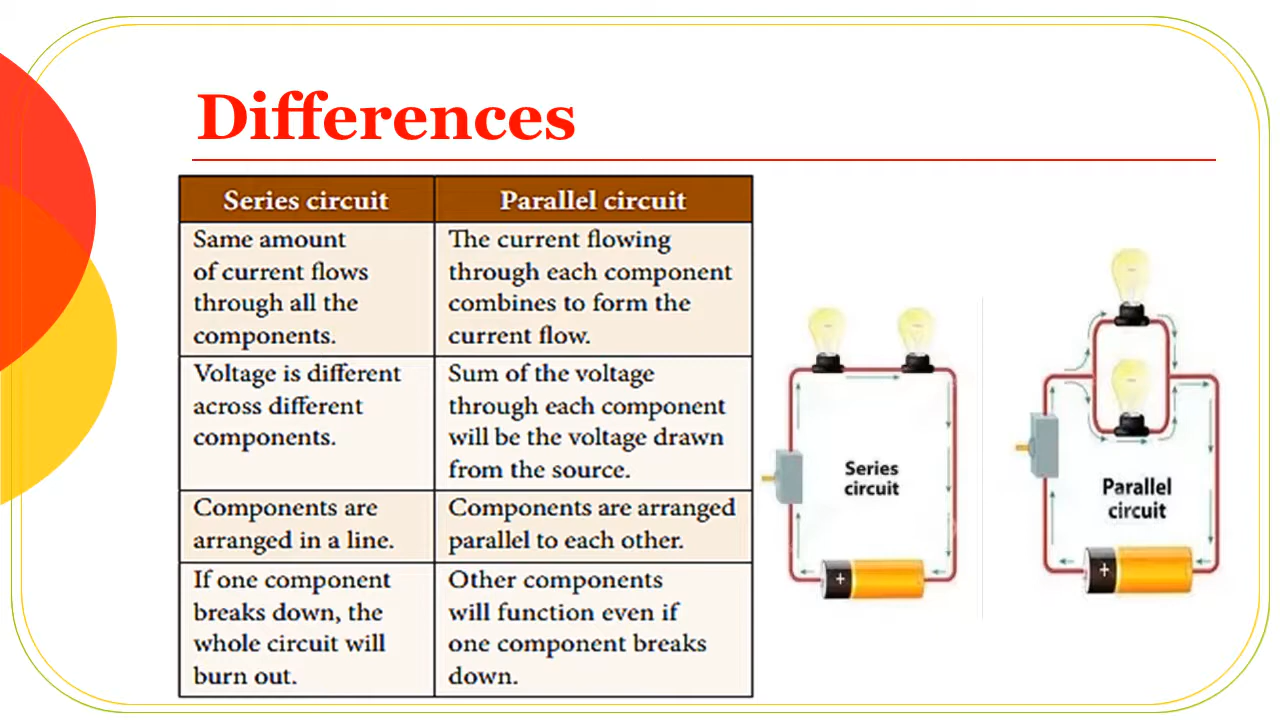 Differences
Series circuit
Parallel circuit
Same amount
of current flows
through all the
components.
The current flowing
through each component
combines to form the
current flow.
Voltage is different
across different
components.
Sum of the voltage
through each component
will be the voltage drawn
from the source.
Components are
arranged in a line.
Components are arranged
parallel to each other.
If one component
breaks down, the
whole circuit will
burn out.
Other components
will function even if
one component breaks
down.
Series
circuit
+
Parallel
circuit
+